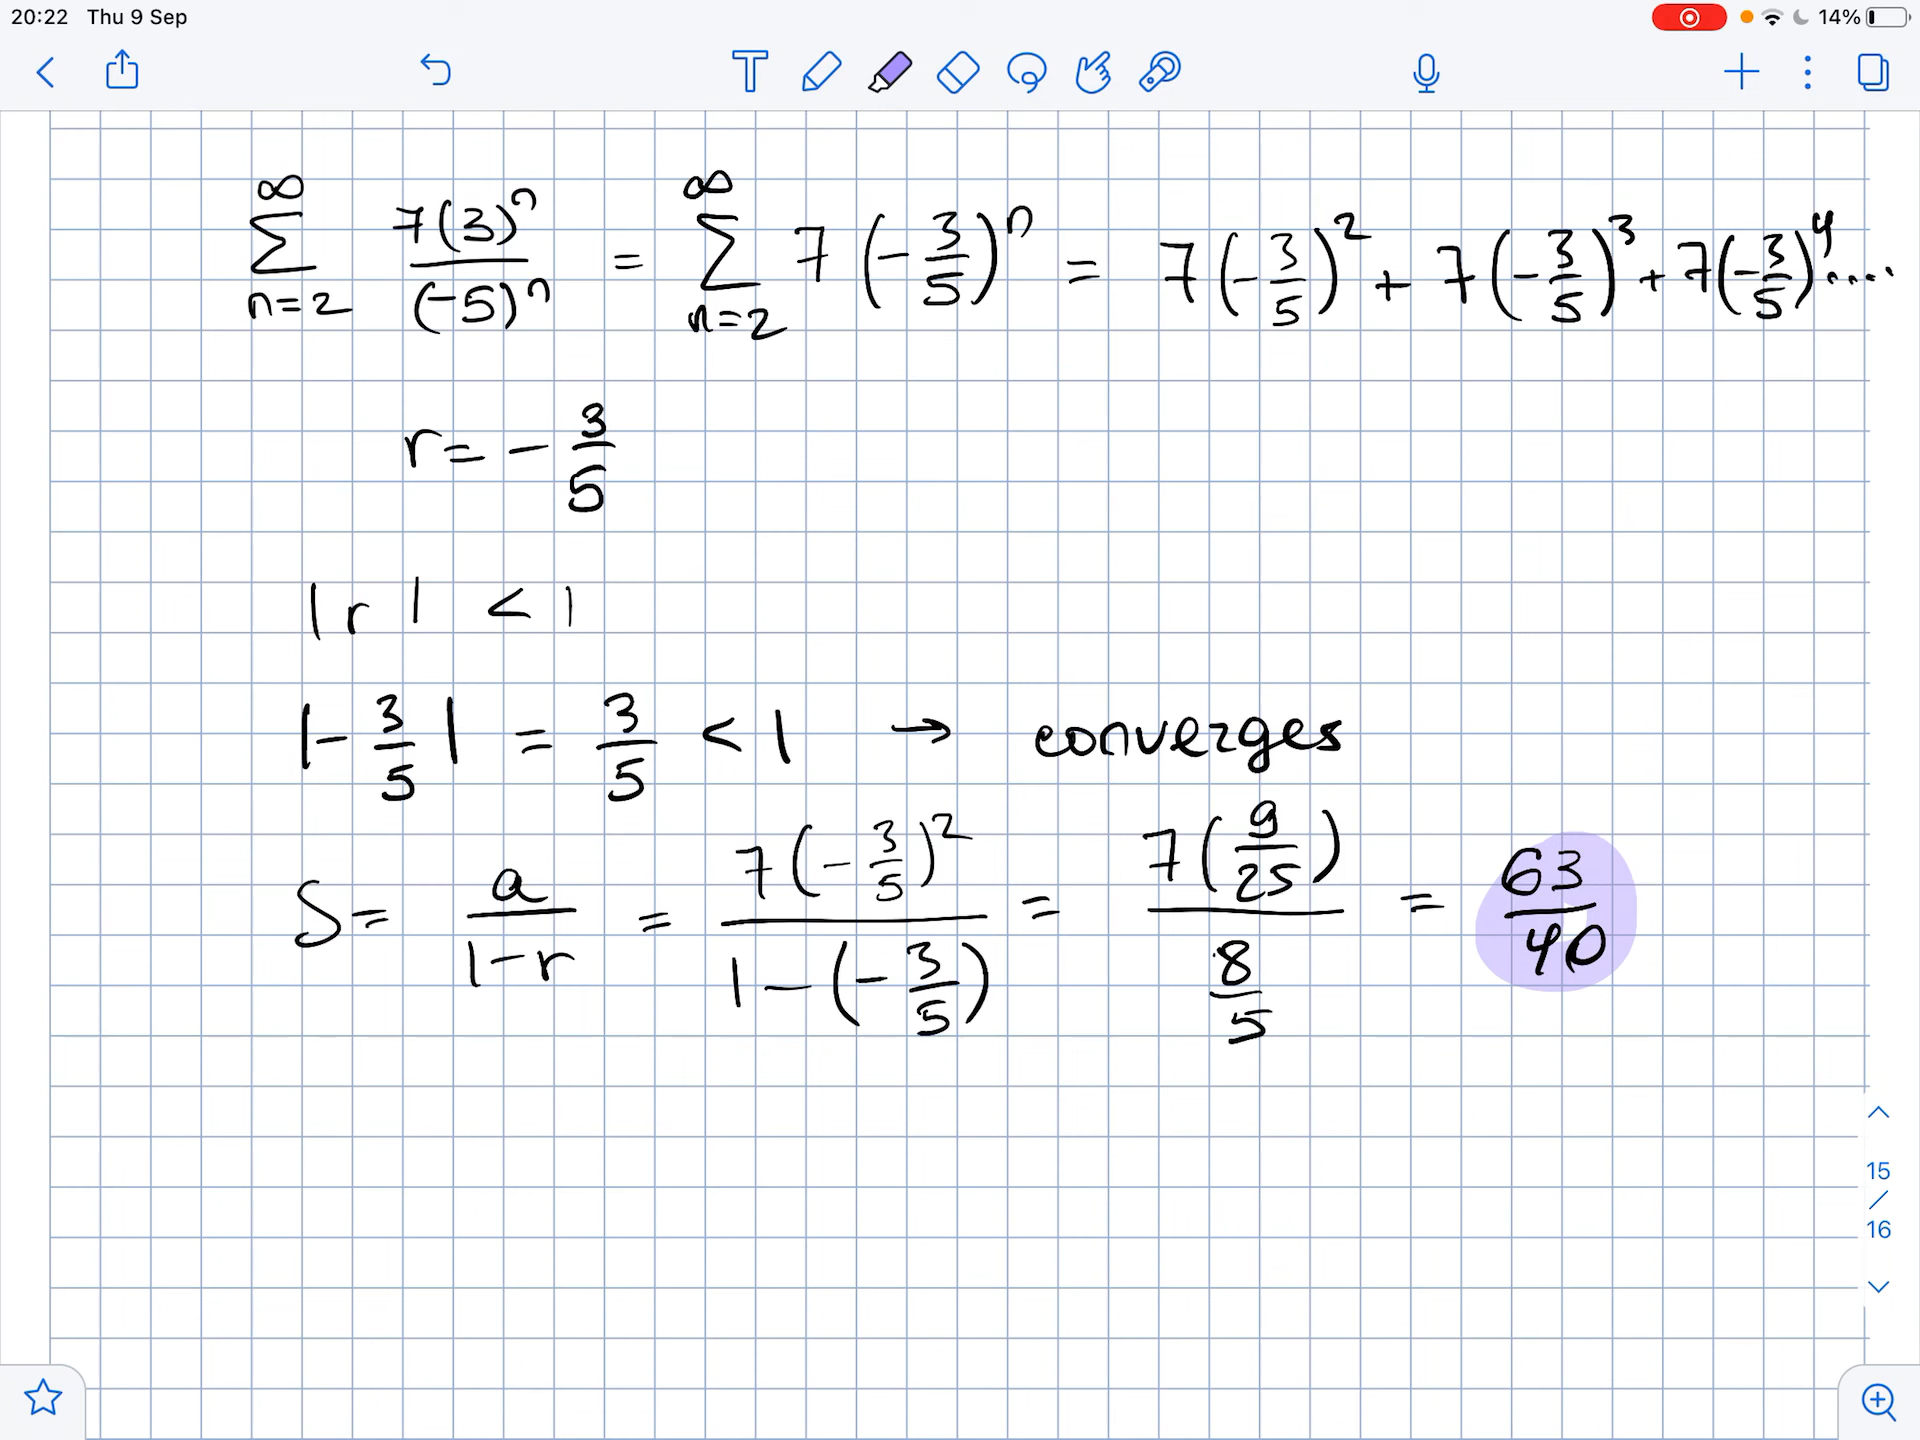 20:22 Thu 9 Sep 14%
∞ ∑ n=2 7(3)^n / (-5)^n = ∞ ∑ n=2 7(-3/5)^n = 7(-3/5)^2 + 7(-3/5)^3 + 7(-3/5)^4....
r = -3/5
|r| < 1
|-3/5| = 3/5 < 1 → converges
S = a/(1-r) = 7(-3/5)^2 / (1-(-3/5)) = 7(9/25) / (8/5) = 63/40
15
/
16